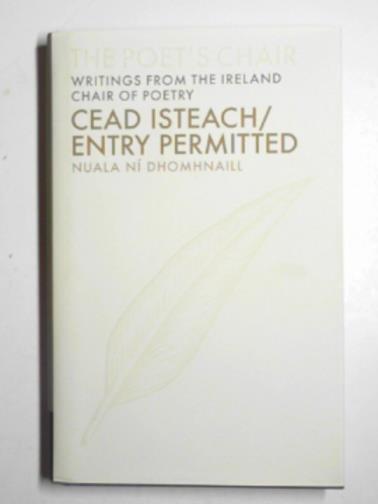 THE POET'S CHAIR
WRITINGS FROM THE IRELAND
CHAIR OF POETRY
CEAD ISTEACH/
ENTRY PERMITTED
NUALA NÍ DHOMHNAILL